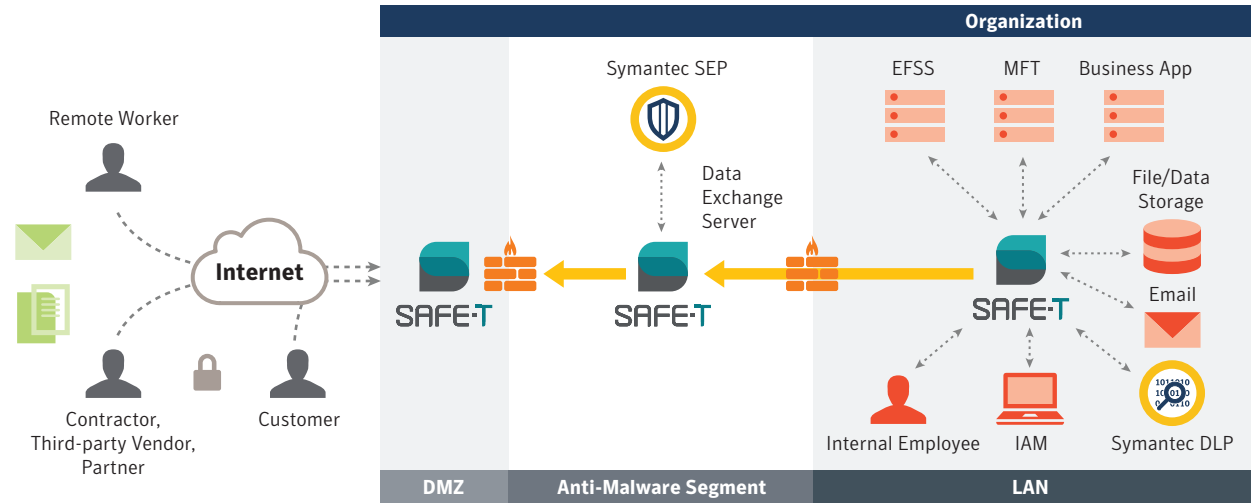 Organization
Symantec SEP
EFSS
MFT
Business App
Remote Worker
Data
Exchange
Server
File/Data
Storage
Internet
SAFE-T
SAFE-T
SAFE-T
Email
1011010
Contractor,
Third-party Vendor,
Partner
Customer
Internal Employee
IAM
Symantec DLP
DMZ
Anti-Malware Segment
LAN